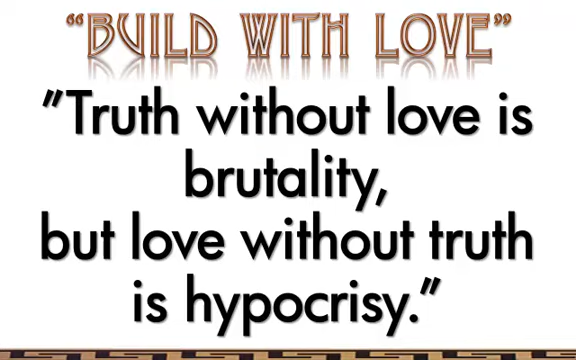 “BUILD WITH LOVE”
”Truth without love is
brutality,
but love without truth
is hypocrisy.”